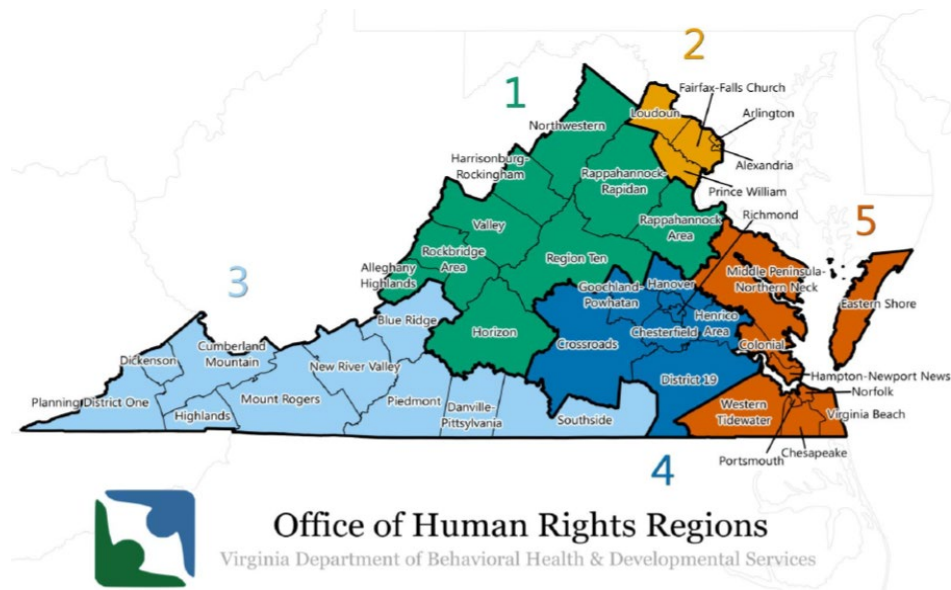 2
Fairfax-Falls Church
1
Loudoun
Arlington
Northwestern
Alexandria
Harrisonburg-
Rockingham
Rappahannock-
Rapidan
Prince William
Richmond
Rappahannock
Area
Valley
5
Rockbridge
Area
Region Ten
Alleghany
Highlands
3
Middle Peninsula-
Northern Neck
Goochland-
Powhatan
Hanover
Eastern Shore
Blue Ridge
Horizon
Henrico
Area
Chesterfield
Crossroads
Colonial
Cumberland
Mountain
Dickenson
New River Valley
Hampton-Newport News
District 19
Norfolk
Planning District One
Highlands
Mount Rogers
Piedmont
Danville-
Pittsylvania
Southside
Western
Tidewater
Virginia Beach
Chesapeake
Portsmouth
4
Office of Human Rights Regions
Virginia Department of Behavioral Health & Developmental Services